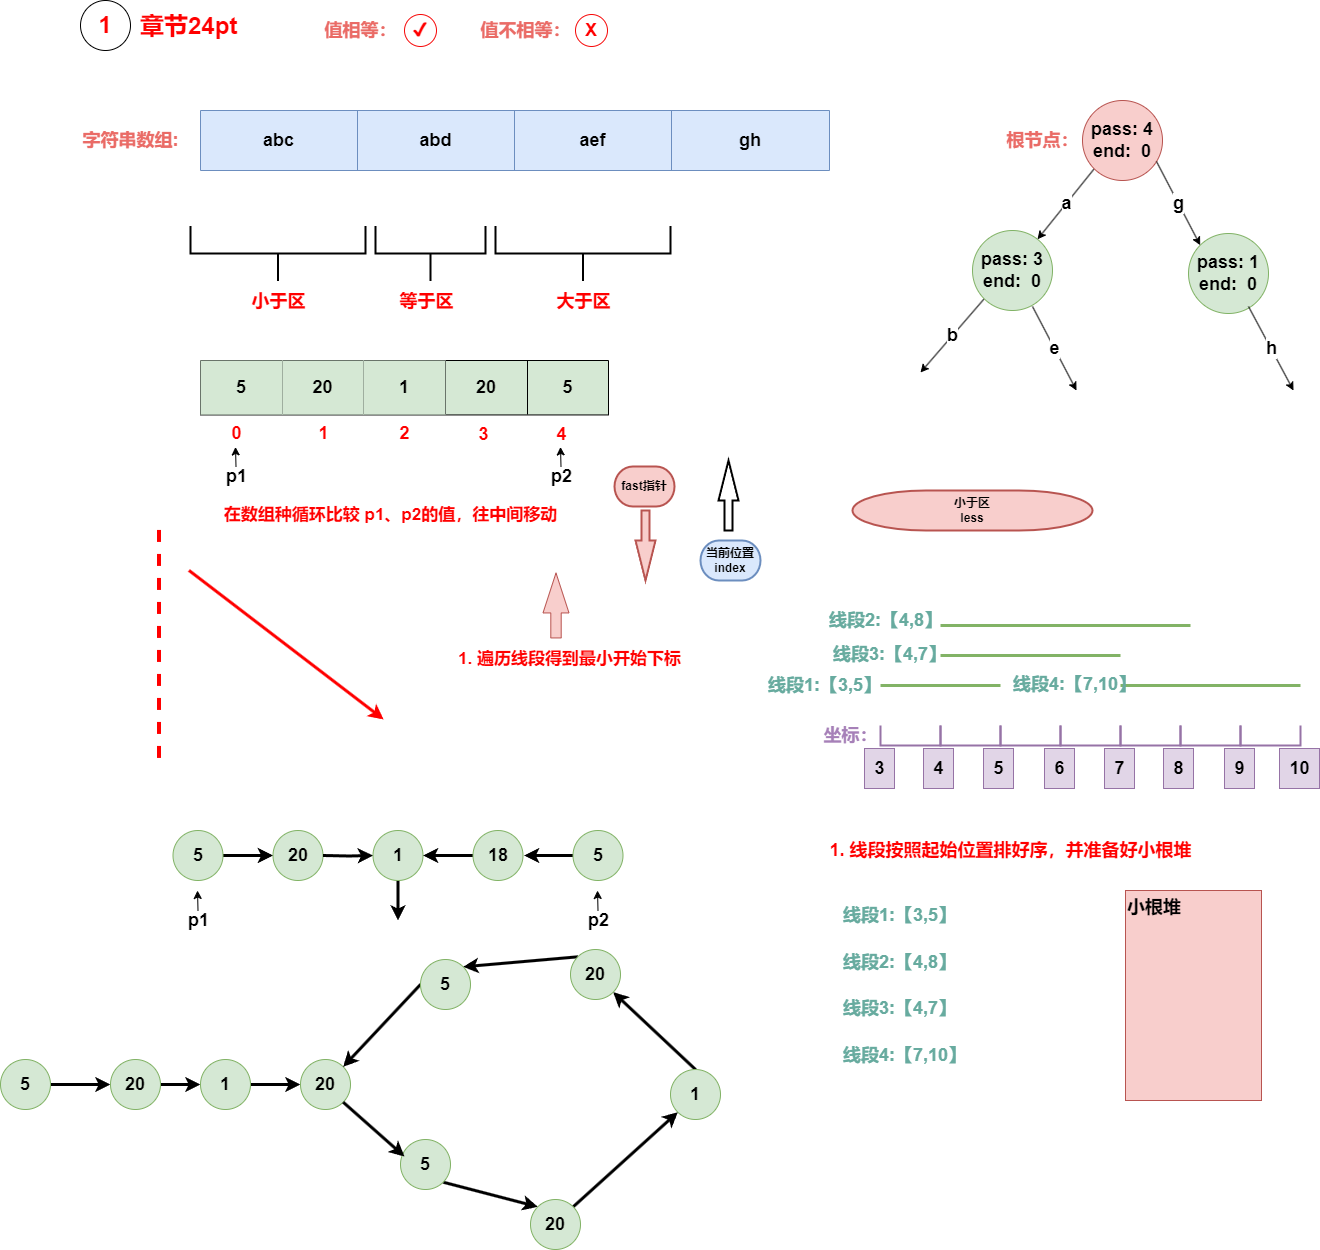 1 章节24pt
值相等： ✓ 值不相等： X
字符串数组:
abc abd aef gh
小于区 等于区 大于区
5 20 1 20 5
0 1 2 3 4
p1 p2
在数组种循环比较 p1、p2的值，往中间移动
fast指针
当前位置
index
1. 遍历线段得到最小开始下标
根节点：
pass: 4
end: 0
a g
pass: 3
end: 0
pass: 1
end: 0
b e h
小于区
less
线段2:【4,8】
线段3:【4,7】
线段1:【3,5】 线段4:【7,10】
坐标：
3 4 5 6 7 8 9 10
5 20 1 18 5
p1 p2
1. 线段按照起始位置排好序，并准备好小根堆
线段1:【3,5】
线段2:【4,8】
线段3:【4,7】
线段4:【7,10】
小根堆
5 20
5 20 1 20 1
5
20